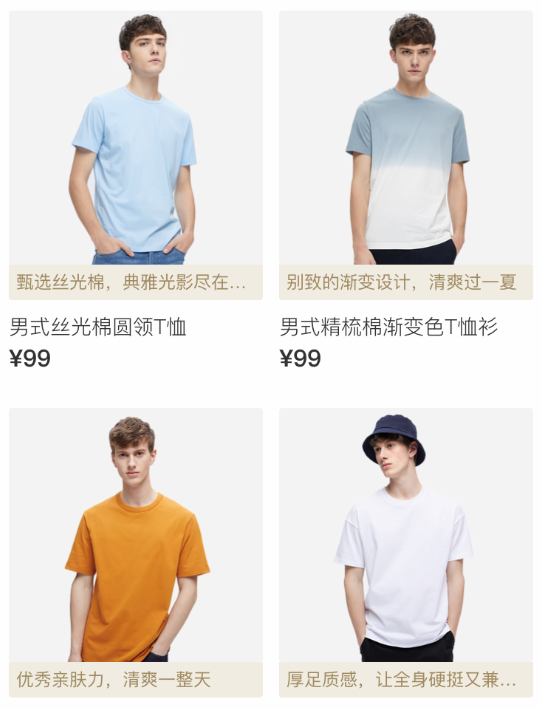 甄选丝光棉，典雅光影尽在...
别致的渐变设计，清爽过一夏
男式丝光棉圆领T恤
男式精梳棉渐变色T恤衫
¥99
¥99
优秀亲肤力，清爽一整天
厚足质感，让全身硬挺又兼...